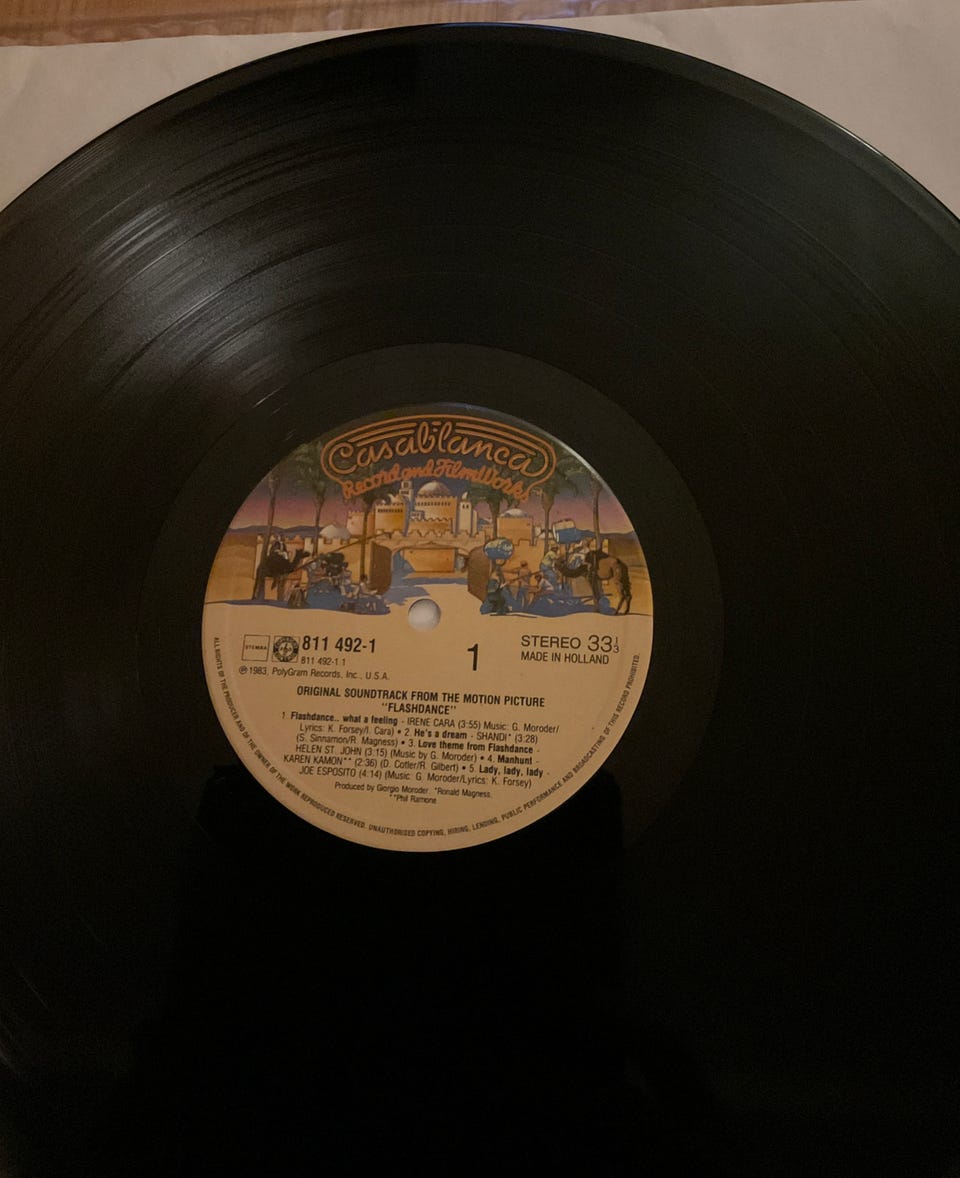 Casablanca
Record and FilmWorks
STEMRA
811 492-1
811 492-1 1
1
STEREO 33 1/3
MADE IN HOLLAND
℗ 1983, PolyGram Records, Inc., U.S.A.
ORIGINAL SOUNDTRACK FROM THE MOTION PICTURE
"FLASHDANCE"
1. Flashdance.. what a feeling - IRENE CARA (3:55) Music: G. Moroder/
Lyrics: K. Forsey/I. Cara) • 2. He's a dream - SHANDI* (3:28)
(S. Sinnamon/R. Magness) • 3. Love theme from Flashdance -
HELEN ST. JOHN (3:15) (Music by G. Moroder) • 4. Manhunt -
KAREN KAMON** (2:36) (D. Cotler/R. Gilbert) • 5. Lady, lady, lady -
JOE ESPOSITO (4:14) (Music: G. Moroder/Lyrics: K. Forsey)
Produced by Giorgio Moroder. *Ronald Magness.
**Phil Ramone
ALL RIGHTS OF THE PRODUCER AND OF THE OWNER OF THE WORK REPRODUCED RESERVED. UNAUTHORISED COPYING, HIRING, LENDING, PUBLIC PERFORMANCE AND BROADCASTING OF THIS RECORD PROHIBITED.